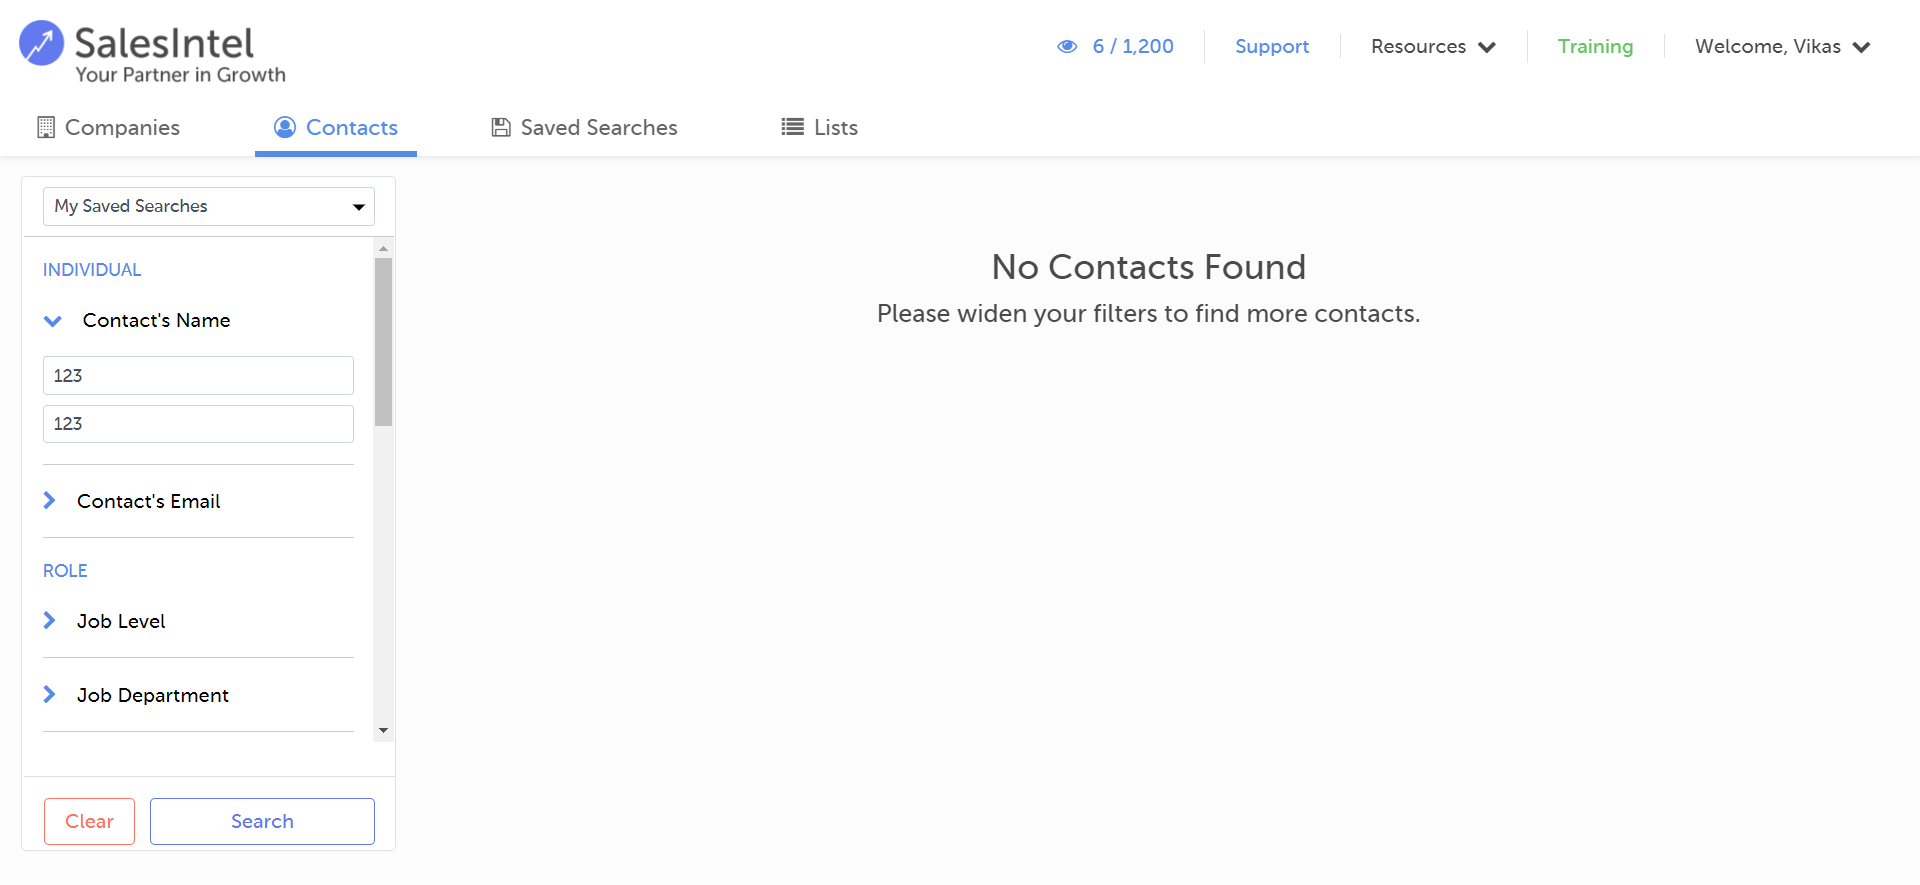 SalesIntel
Your Partner in Growth
6 / 1,200
Support
Resources
Training
Welcome, Vikas
Companies
Contacts
Saved Searches
Lists
My Saved Searches
INDIVIDUAL
Contact's Name
123
123
Contact's Email
ROLE
Job Level
Job Department
Clear
Search
No Contacts Found
Please widen your filters to find more contacts.